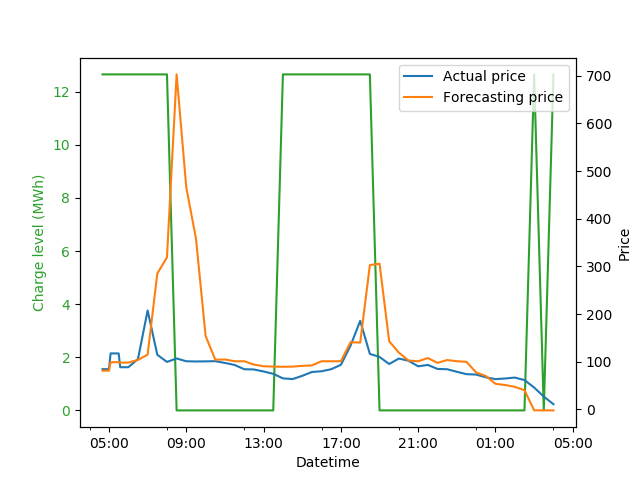 Actual price
Forecasting price
Charge level (MWh)
12
10
8
6
4
2
0
700
600
500
400
300
200
100
0
Price
05:00 09:00 13:00 17:00 21:00 01:00 05:00
Datetime